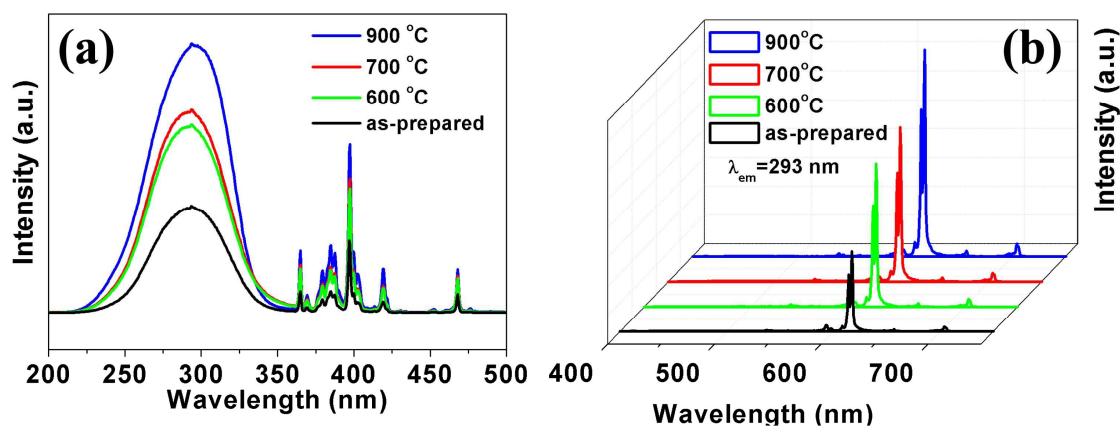 (a)
900 °C
700 °C
600 °C
as-prepared
Intensity (a.u.)
200 250 300 350 400 450 500
Wavelength (nm)
(b)
900°C
700°C
600°C
as-prepared
λem=293 nm
Intensity (a.u.)
400 500 600 700
Wavelength (nm)